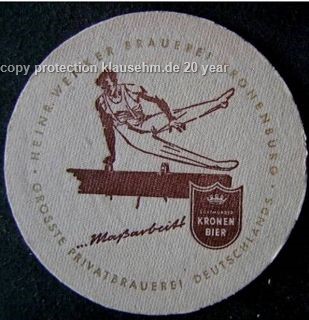 HEINR. WENKER BRAUEREI KRONENBURG
copy protection klausehm.de 20 year
...Maßarbeit!
DORTMUNDER
KRONEN
BIER
GRÖSSTE PRIVATBRAUEREI DEUTSCHLANDS